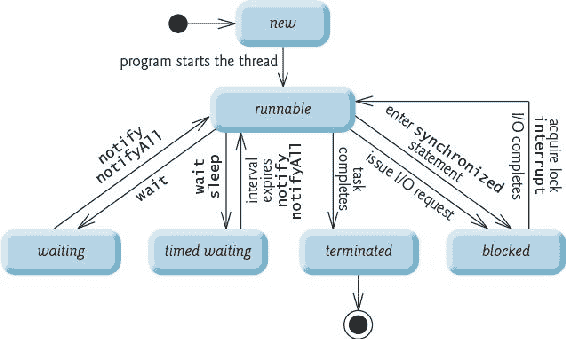 new
program starts the thread
runnable
notify
notifyAll
wait
wait
sleep
interval
expires
notify
notifyAll
task
completes
enter synchronized
statement
issue I/O request
I/O completes
interrupt
acquire lock
waiting
timed waiting
terminated
blocked